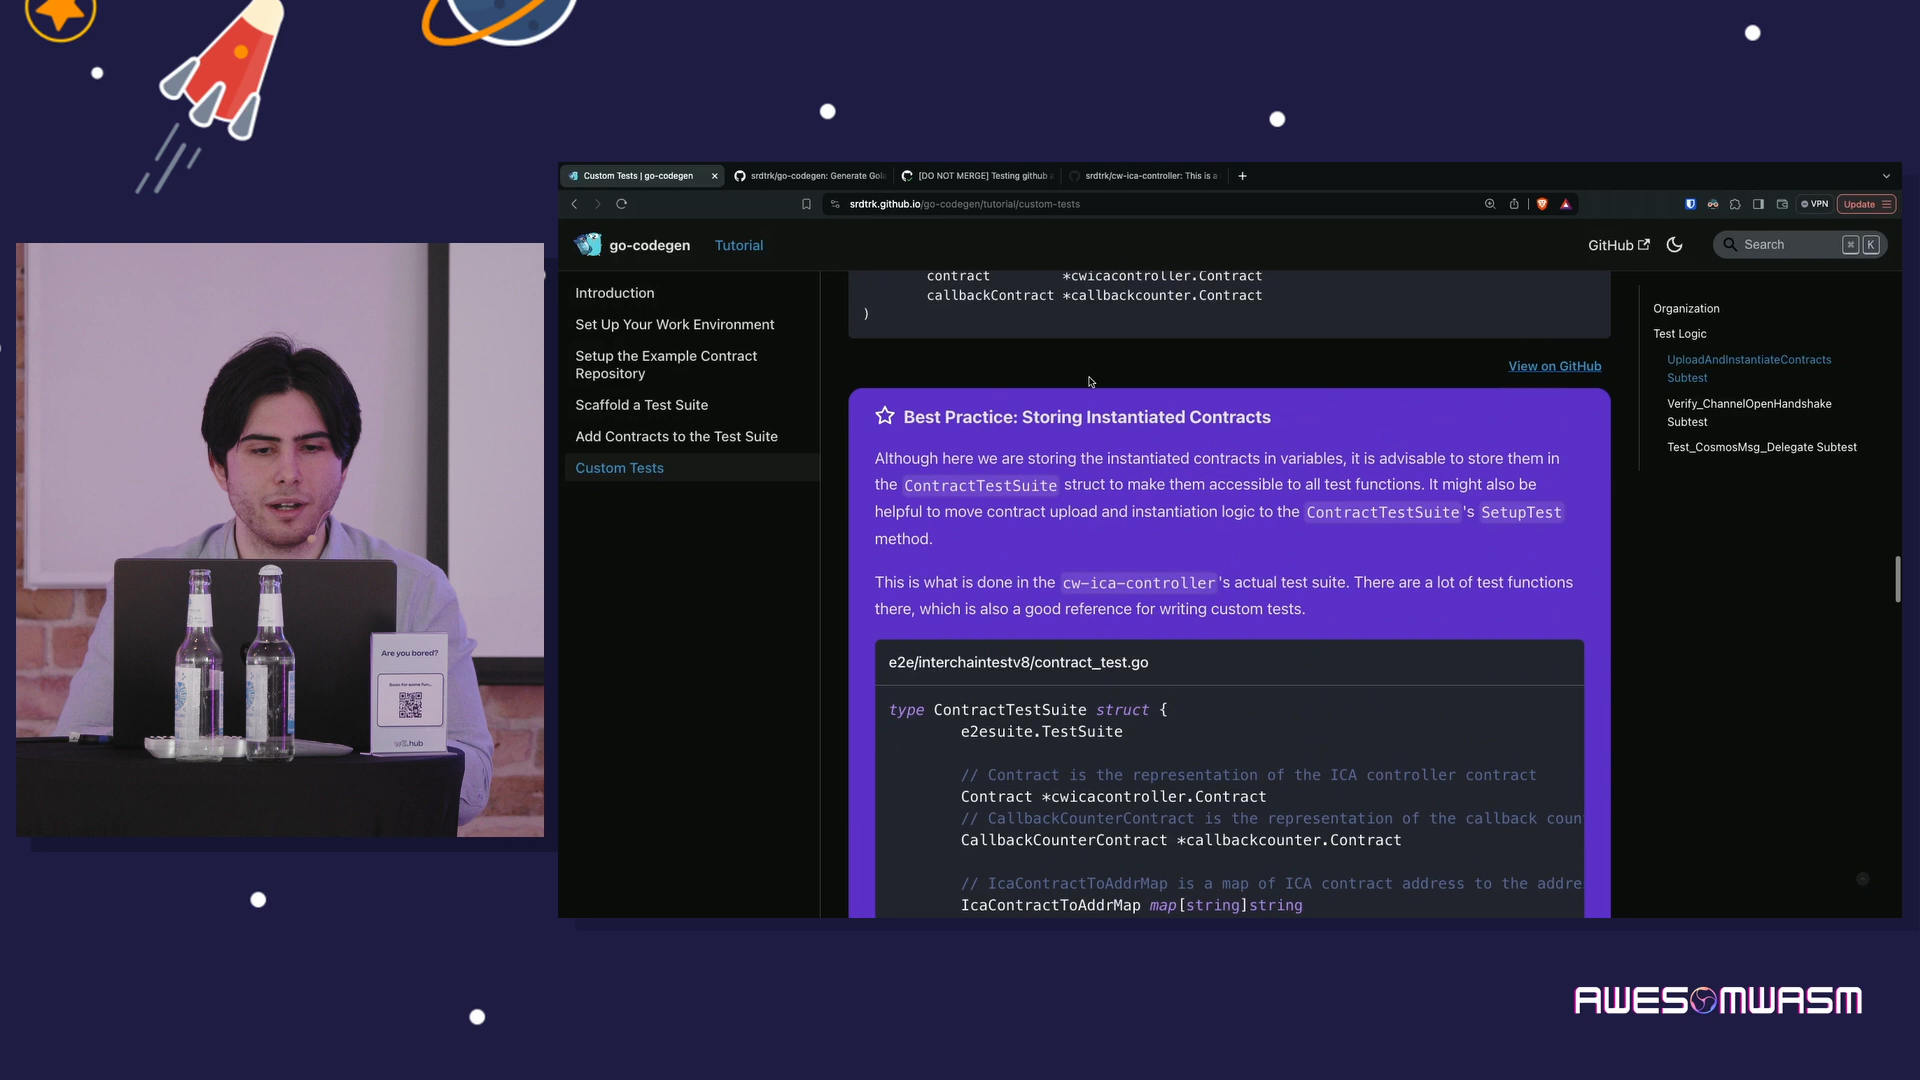 Custom Tests | go-codegen
srdtrk/go-codegen: Generate Gol
[DO NOT MERGE] Testing github a
srdtrk/cw-ica-controller: This is a
srdtrk.github.io/go-codegen/tutorial/custom-tests
VPN
Update
go-codegen
Tutorial
GitHub
Search
K
Introduction
Set Up Your Work Environment
Setup the Example Contract
Repository
Scaffold a Test Suite
Add Contracts to the Test Suite
Custom Tests
contract *cwicacontroller.Contract
callbackContract *callbackcounter.Contract
)
View on GitHub
Best Practice: Storing Instantiated Contracts
Although here we are storing the instantiated contracts in variables, it is advisable to store them in
the ContractTestSuite struct to make them accessible to all test functions. It might also be
helpful to move contract upload and instantiation logic to the ContractTestSuite's SetupTest
method.
This is what is done in the cw-ica-controller's actual test suite. There are a lot of test functions
there, which is also a good reference for writing custom tests.
e2e/interchaintestv8/contract_test.go
type ContractTestSuite struct {
e2esuite.TestSuite
// Contract is the representation of the ICA controller contract
Contract *cwicacontroller.Contract
// CallbackCounterContract is the representation of the callback coun
CallbackCounterContract *callbackcounter.Contract
// IcaContractToAddrMap is a map of ICA contract address to the addre
IcaContractToAddrMap map[string]string
Organization
Test Logic
UploadAndInstantiateContracts
Subtest
Verify_ChannelOpenHandshake
Subtest
Test_CosmosMsg_Delegate Subtest
Are you bored?
AWESOMWASM